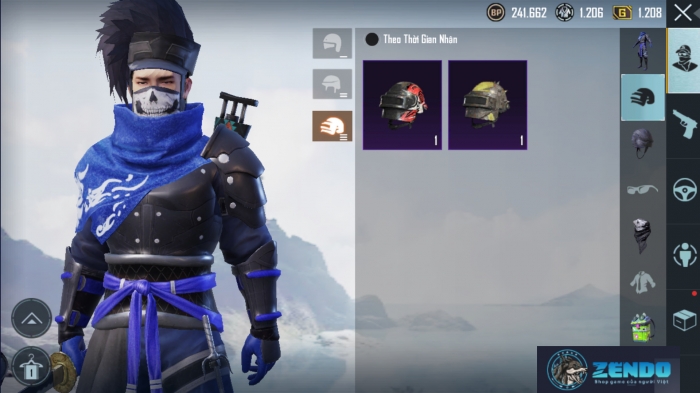 BP 241.662 1.206 G 1.208
Theo Thời Gian Nhận
1 1
1
ZENDO
Shop game của người Việt